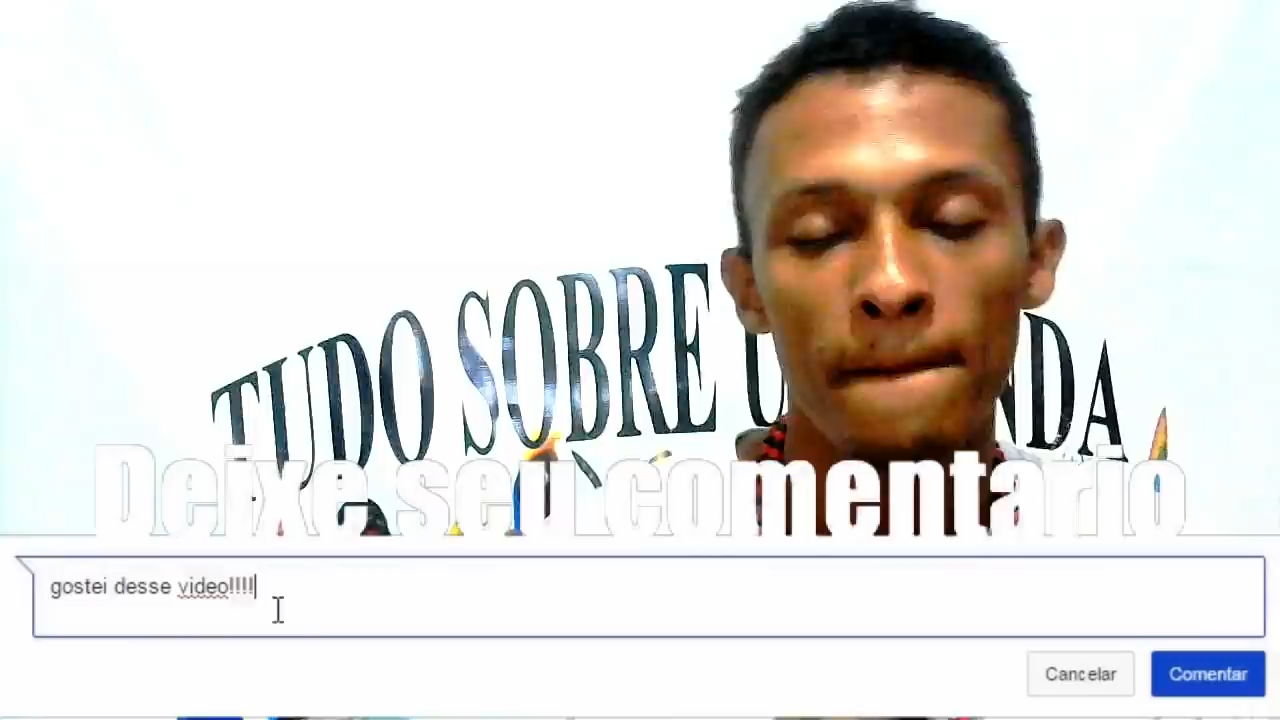 TUDO SOBRE
Deixe seu comentario
gostei desse video!!!!
Cancelar
Comentar